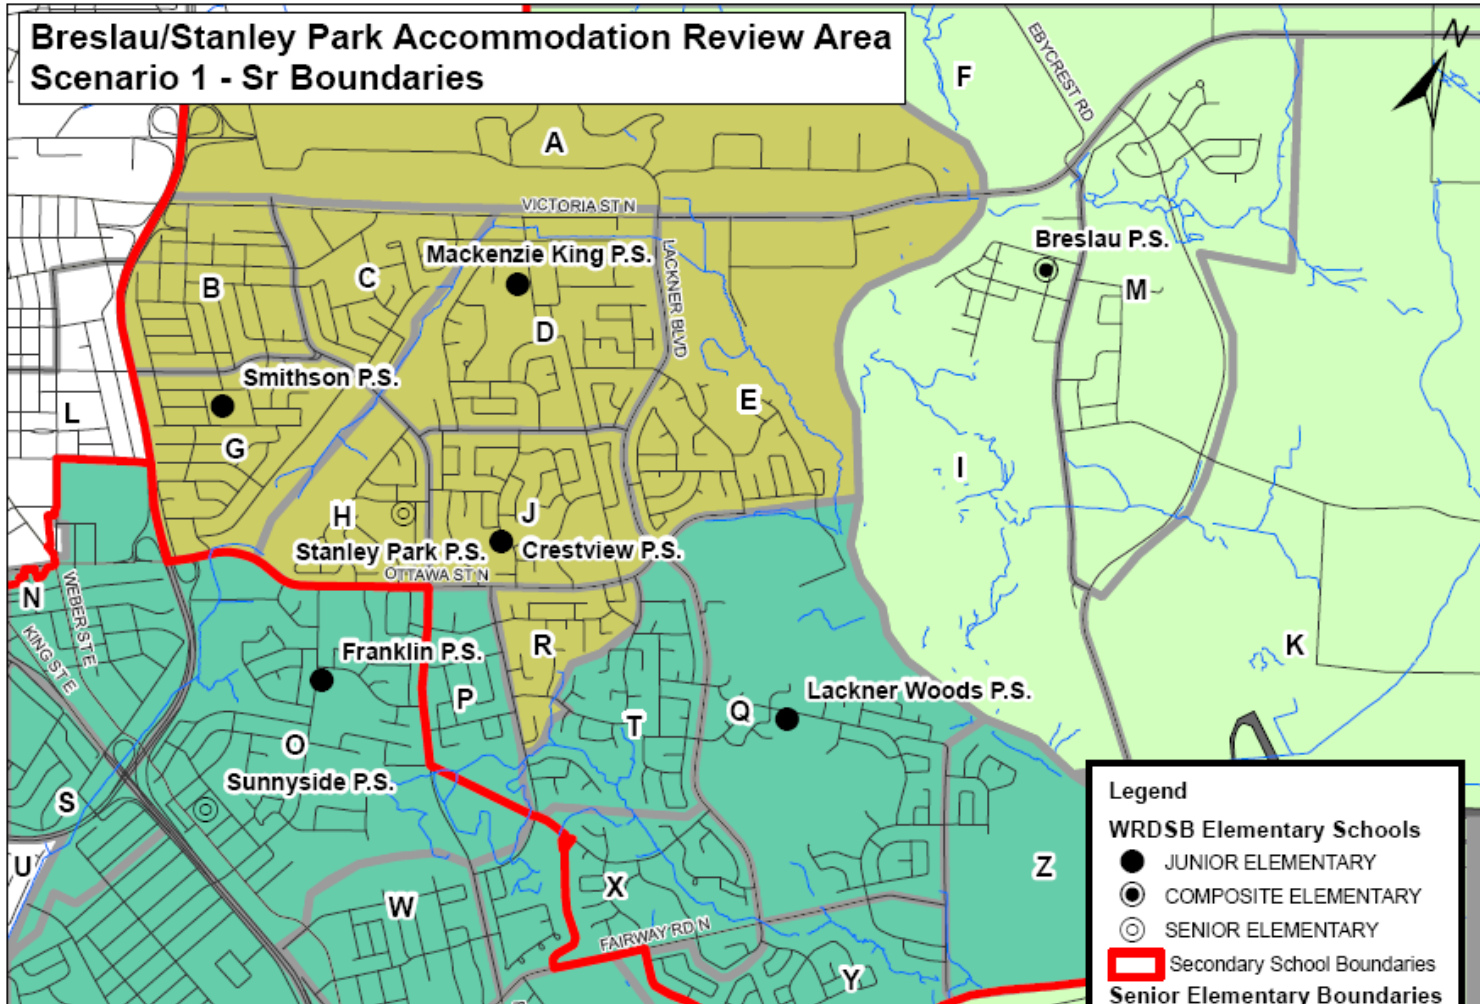 Breslau/Stanley Park Accommodation Review Area
Scenario 1 - Sr Boundaries
N
F
EBYCREST RD
A
VICTORIA ST N
Mackenzie King P.S.
LACKNER BLVD
Breslau P.S.
B
C
M
D
Smithson P.S.
E
L
G
I
H
J
Stanley Park P.S.
Crestview P.S.
OTTAWA ST N
N
WEBER ST E
KING ST E
Franklin P.S.
R
K
P
Lackner Woods P.S.
Q
T
O
Sunnyside P.S.
S
U
W
X
Z
FAIRWAY RD N
Y
Legend
WRDSB Elementary Schools
JUNIOR ELEMENTARY
COMPOSITE ELEMENTARY
SENIOR ELEMENTARY
Secondary School Boundaries
Senior Elementary Boundaries